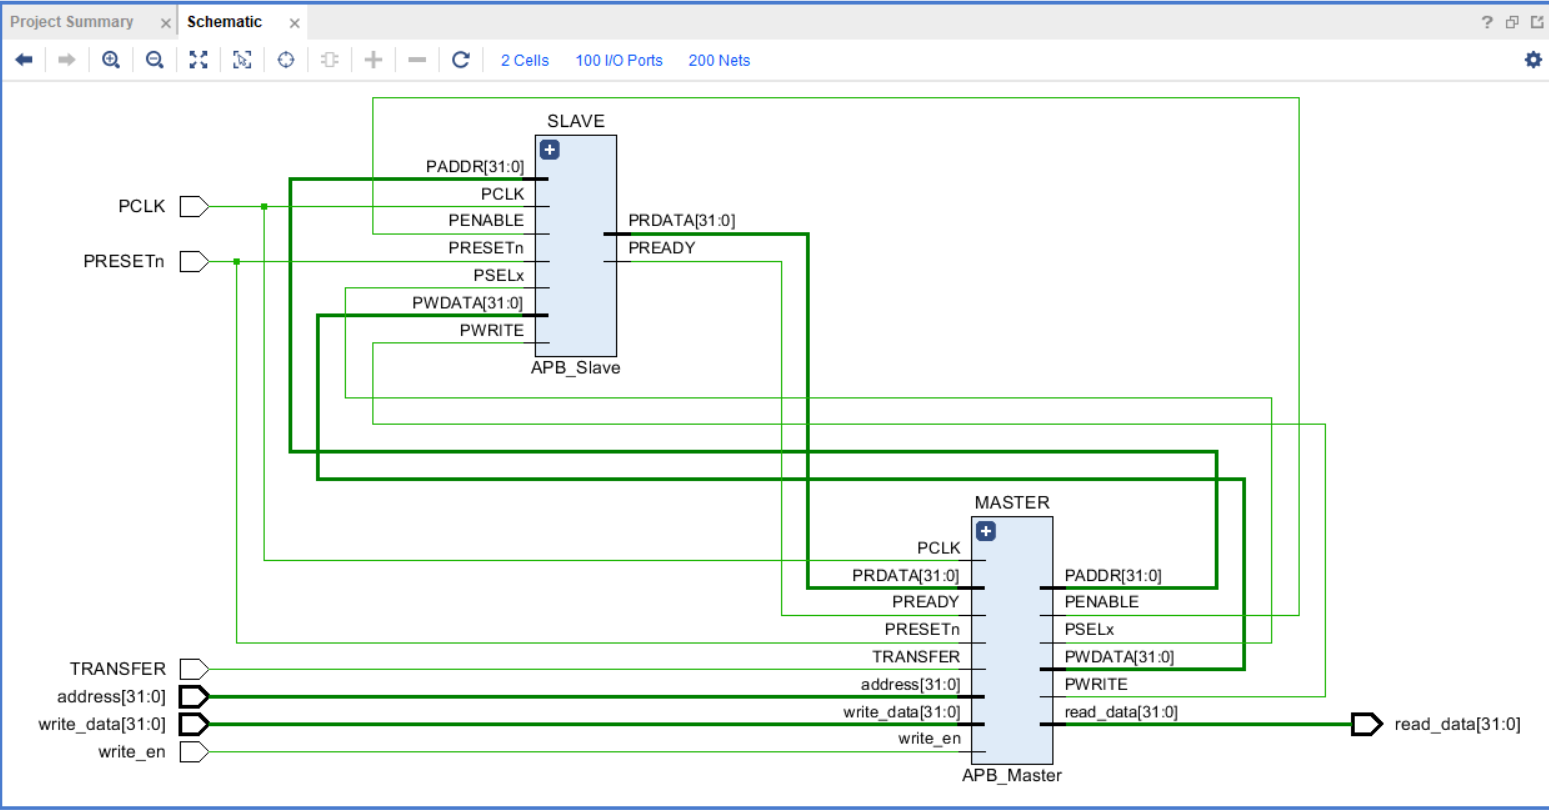 Project Summary × Schematic ×
2 Cells 100 I/O Ports 200 Nets
SLAVE
PADDR[31:0]
PCLK
PENABLE
PRESETn
PSELx
PWDATA[31:0]
PWRITE
PRDATA[31:0]
PREADY
APB_Slave
PCLK
PRESETn
MASTER
PCLK
PRDATA[31:0]
PREADY
PRESETn
TRANSFER
address[31:0]
write_data[31:0]
write_en
PADDR[31:0]
PENABLE
PSELx
PWDATA[31:0]
PWRITE
read_data[31:0]
APB_Master
TRANSFER
address[31:0]
write_data[31:0]
write_en
read_data[31:0]